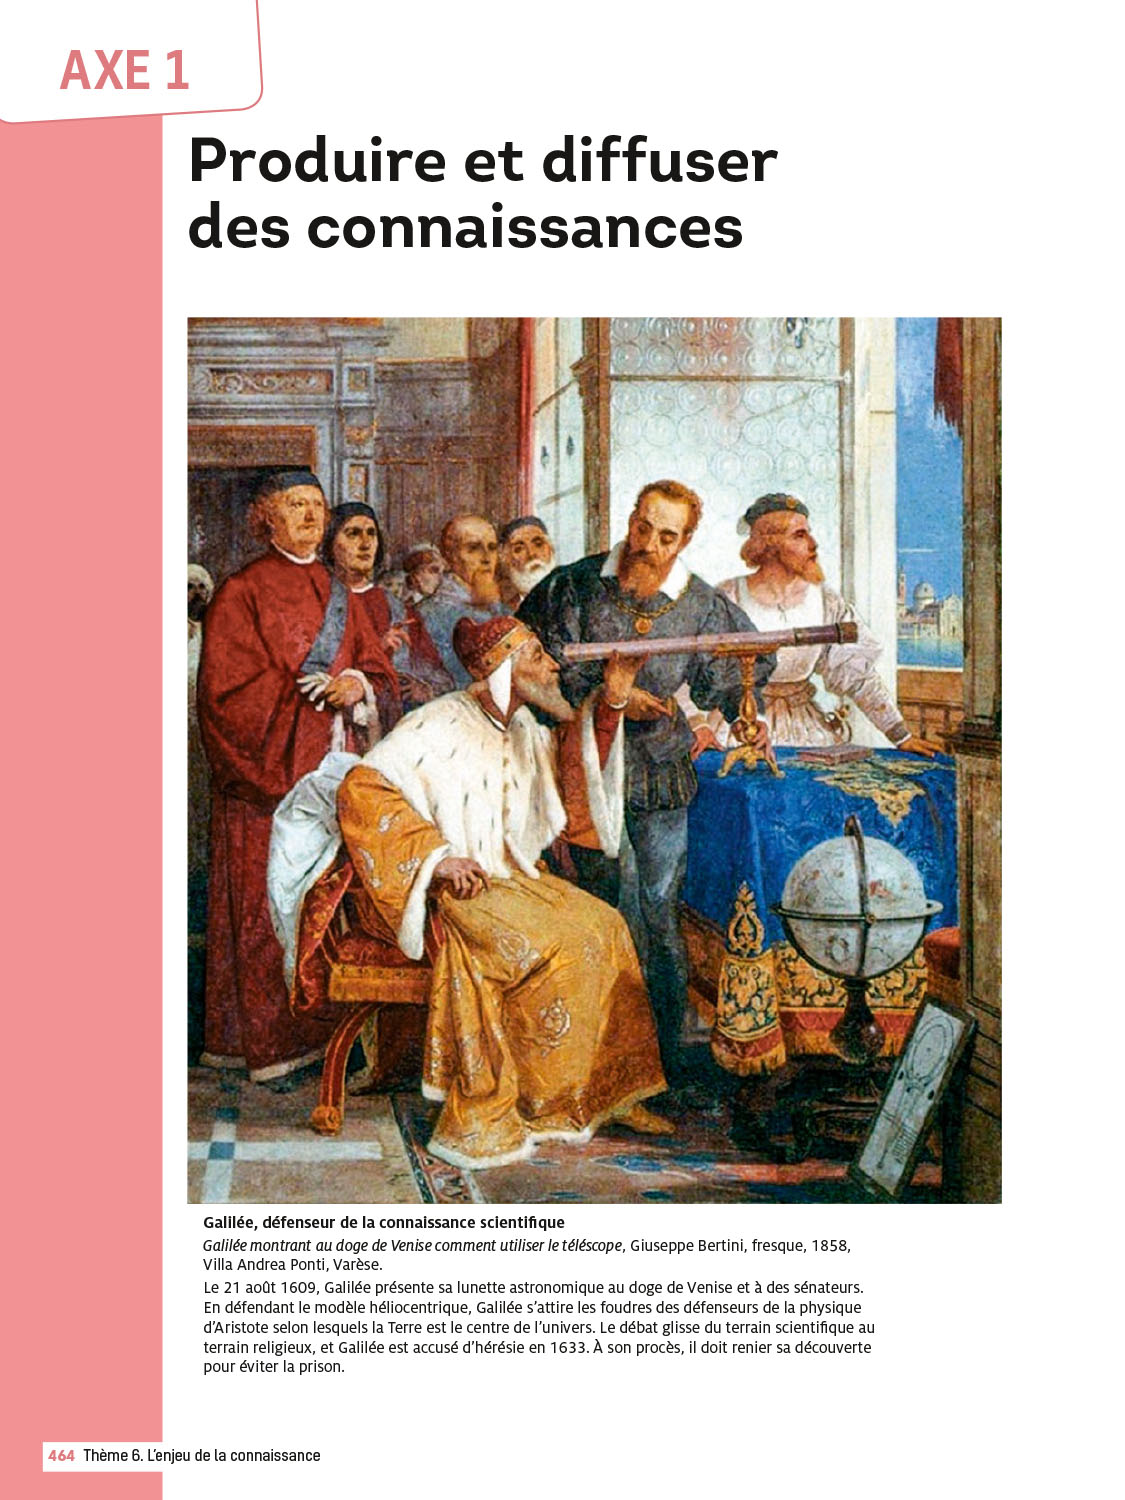 AXE 1
Produire et diffuser
des connaissances
Galilée, défenseur de la connaissance scientifique
Galilée montrant au doge de Venise comment utiliser le téléscope, Giuseppe Bertini, fresque, 1858,
Villa Andrea Ponti, Varèse.
Le 21 août 1609, Galilée présente sa lunette astronomique au doge de Venise et à des sénateurs.
En défendant le modèle héliocentrique, Galilée s’attire les foudres des défenseurs de la physique
d’Aristote selon lesquels la Terre est le centre de l’univers. Le débat glisse du terrain scientifique au
terrain religieux, et Galilée est accusé d’hérésie en 1633. À son procès, il doit renier sa découverte
pour éviter la prison.
464 Thème 6. L’enjeu de la connaissance